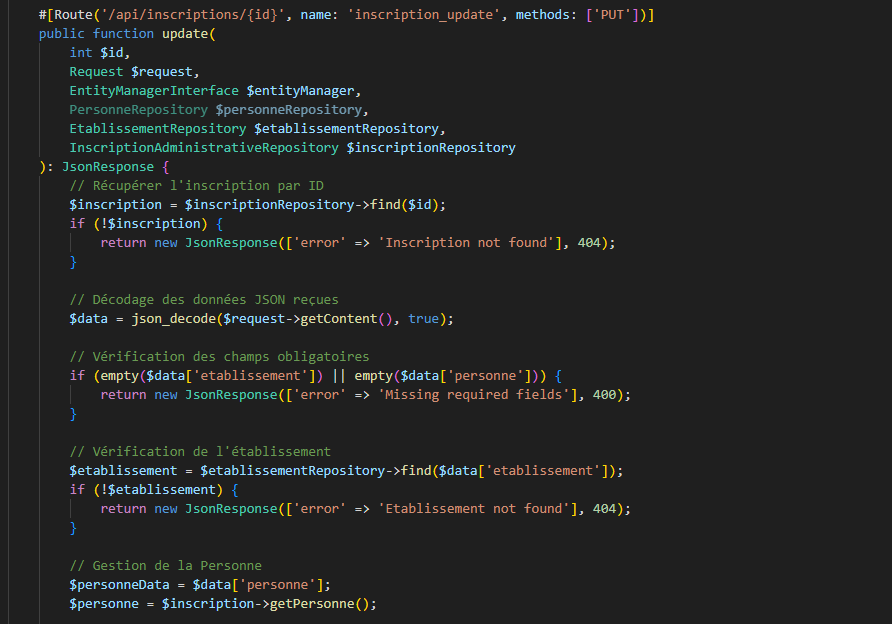 #[Route('/api/inscriptions/{id}', name: 'inscription_update', methods: ['PUT'])]
public function update(
    int $id,
    Request $request,
    EntityManagerInterface $entityManager,
    PersonneRepository $personneRepository,
    EtablissementRepository $etablissementRepository,
    InscriptionAdministrativeRepository $inscriptionRepository
): JsonResponse {
    // Récupérer l'inscription par ID
    $inscription = $inscriptionRepository->find($id);
    if (!$inscription) {
        return new JsonResponse(['error' => 'Inscription not found'], 404);
    }

    // Décodage des données JSON reçues
    $data = json_decode($request->getContent(), true);

    // Vérification des champs obligatoires
    if (empty($data['etablissement']) || empty($data['personne'])) {
        return new JsonResponse(['error' => 'Missing required fields'], 400);
    }

    // Vérification de l'établissement
    $etablissement = $etablissementRepository->find($data['etablissement']);
    if (!$etablissement) {
        return new JsonResponse(['error' => 'Etablissement not found'], 404);
    }

    // Gestion de la Personne
    $personneData = $data['personne'];
    $personne = $inscription->getPersonne();